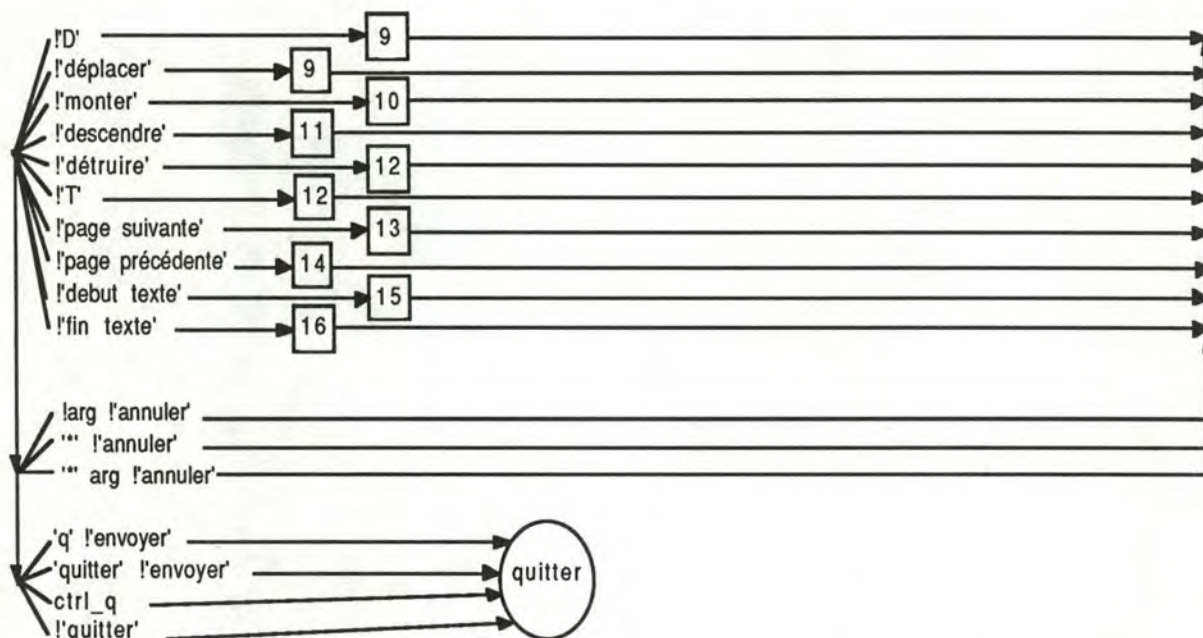 !'D' 9
!'déplacer' 9
!'monter' 10
!'descendre' 11
!'détruire' 12
!'T' 12
!'page suivante' 13
!'page précédente' 14
!'debut texte' 15
!'fin texte' 16
!arg !'annuler'
'*' !'annuler'
'*' arg !'annuler'
'q' !'envoyer'
'quitter' !'envoyer' quitter
ctrl_q
!'quitter'